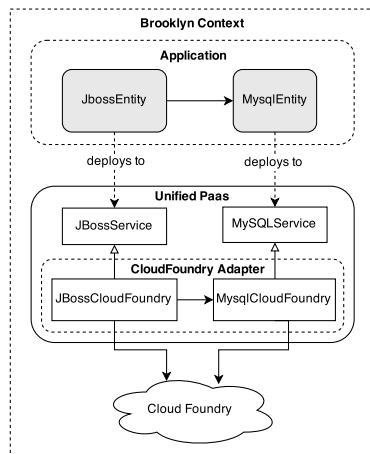 Brooklyn Context
Application
JbossEntity
MysqlEntity
deploys to
deploys to
Unified Paas
JBossService
MySQLService
CloudFoundry Adapter
JBossCloudFoundry
MysqlCloudFoundry
Cloud Foundry